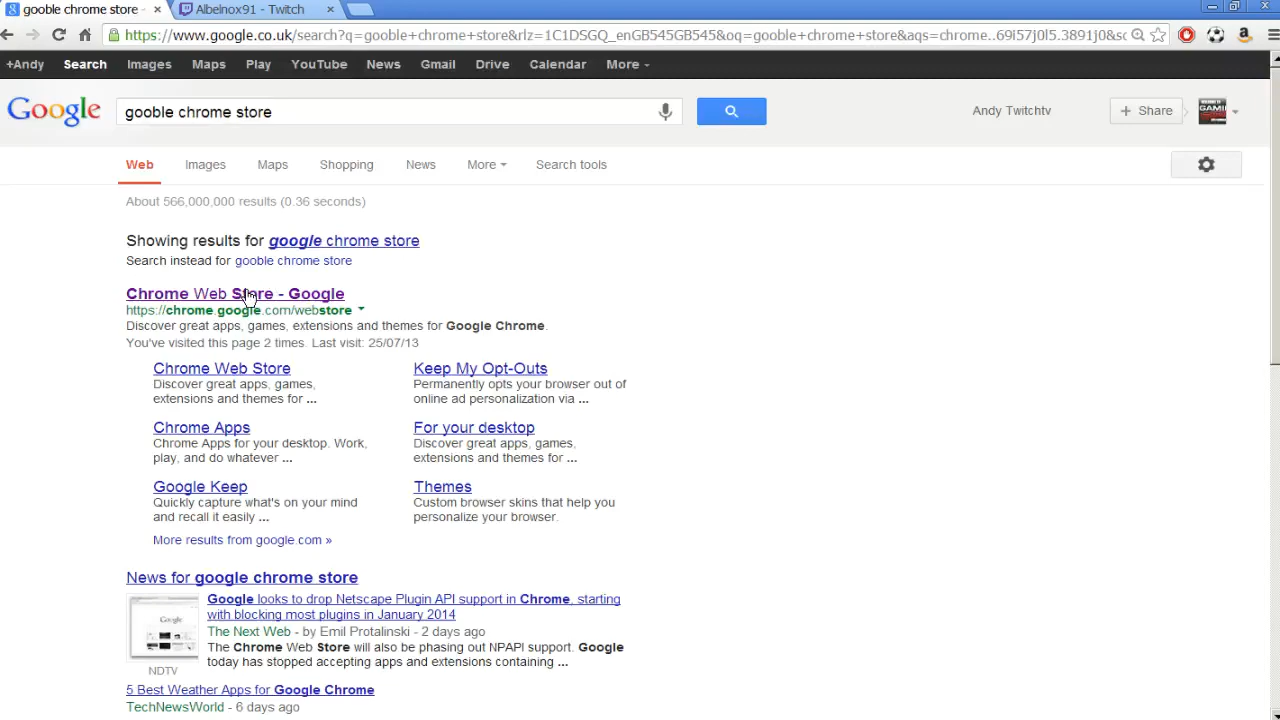 gooble chrome store -
Albelnox91 - Twitch
https://www.google.co.uk/search?q=gooble+chrome+store&rlz=1C1DSGQ_enGB545GB545&oq=gooble+chrome+store&aqs=chrome..69i57j0l5.3891j0&sc
+Andy Search Images Maps Play YouTube News Gmail Drive Calendar More
Google
gooble chrome store
Andy Twitchtv
+ Share
Web Images Maps Shopping News More Search tools
About 566,000,000 results (0.36 seconds)
Showing results for google chrome store
Search instead for gooble chrome store
Chrome Web Store - Google
https://chrome.google.com/webstore
Discover great apps, games, extensions and themes for Google Chrome.
You've visited this page 2 times. Last visit: 25/07/13
Chrome Web Store
Discover great apps, games,
extensions and themes for ...
Keep My Opt-Outs
Permanently opts your browser out of
online ad personalization via ...
Chrome Apps
Chrome Apps for your desktop. Work,
play, and do whatever ...
For your desktop
Discover great apps, games,
extensions and themes for ...
Google Keep
Quickly capture what's on your mind
and recall it easily ...
Themes
Custom browser skins that help you
personalize your browser.
More results from google.com »
News for google chrome store
Google looks to drop Netscape Plugin API support in Chrome, starting
with blocking most plugins in January 2014
The Next Web - by Emil Protalinski - 2 days ago
The Chrome Web Store will also be phasing out NPAPI support. Google
today has stopped accepting apps and extensions containing ...
NDTV
5 Best Weather Apps for Google Chrome
TechNewsWorld - 6 days ago